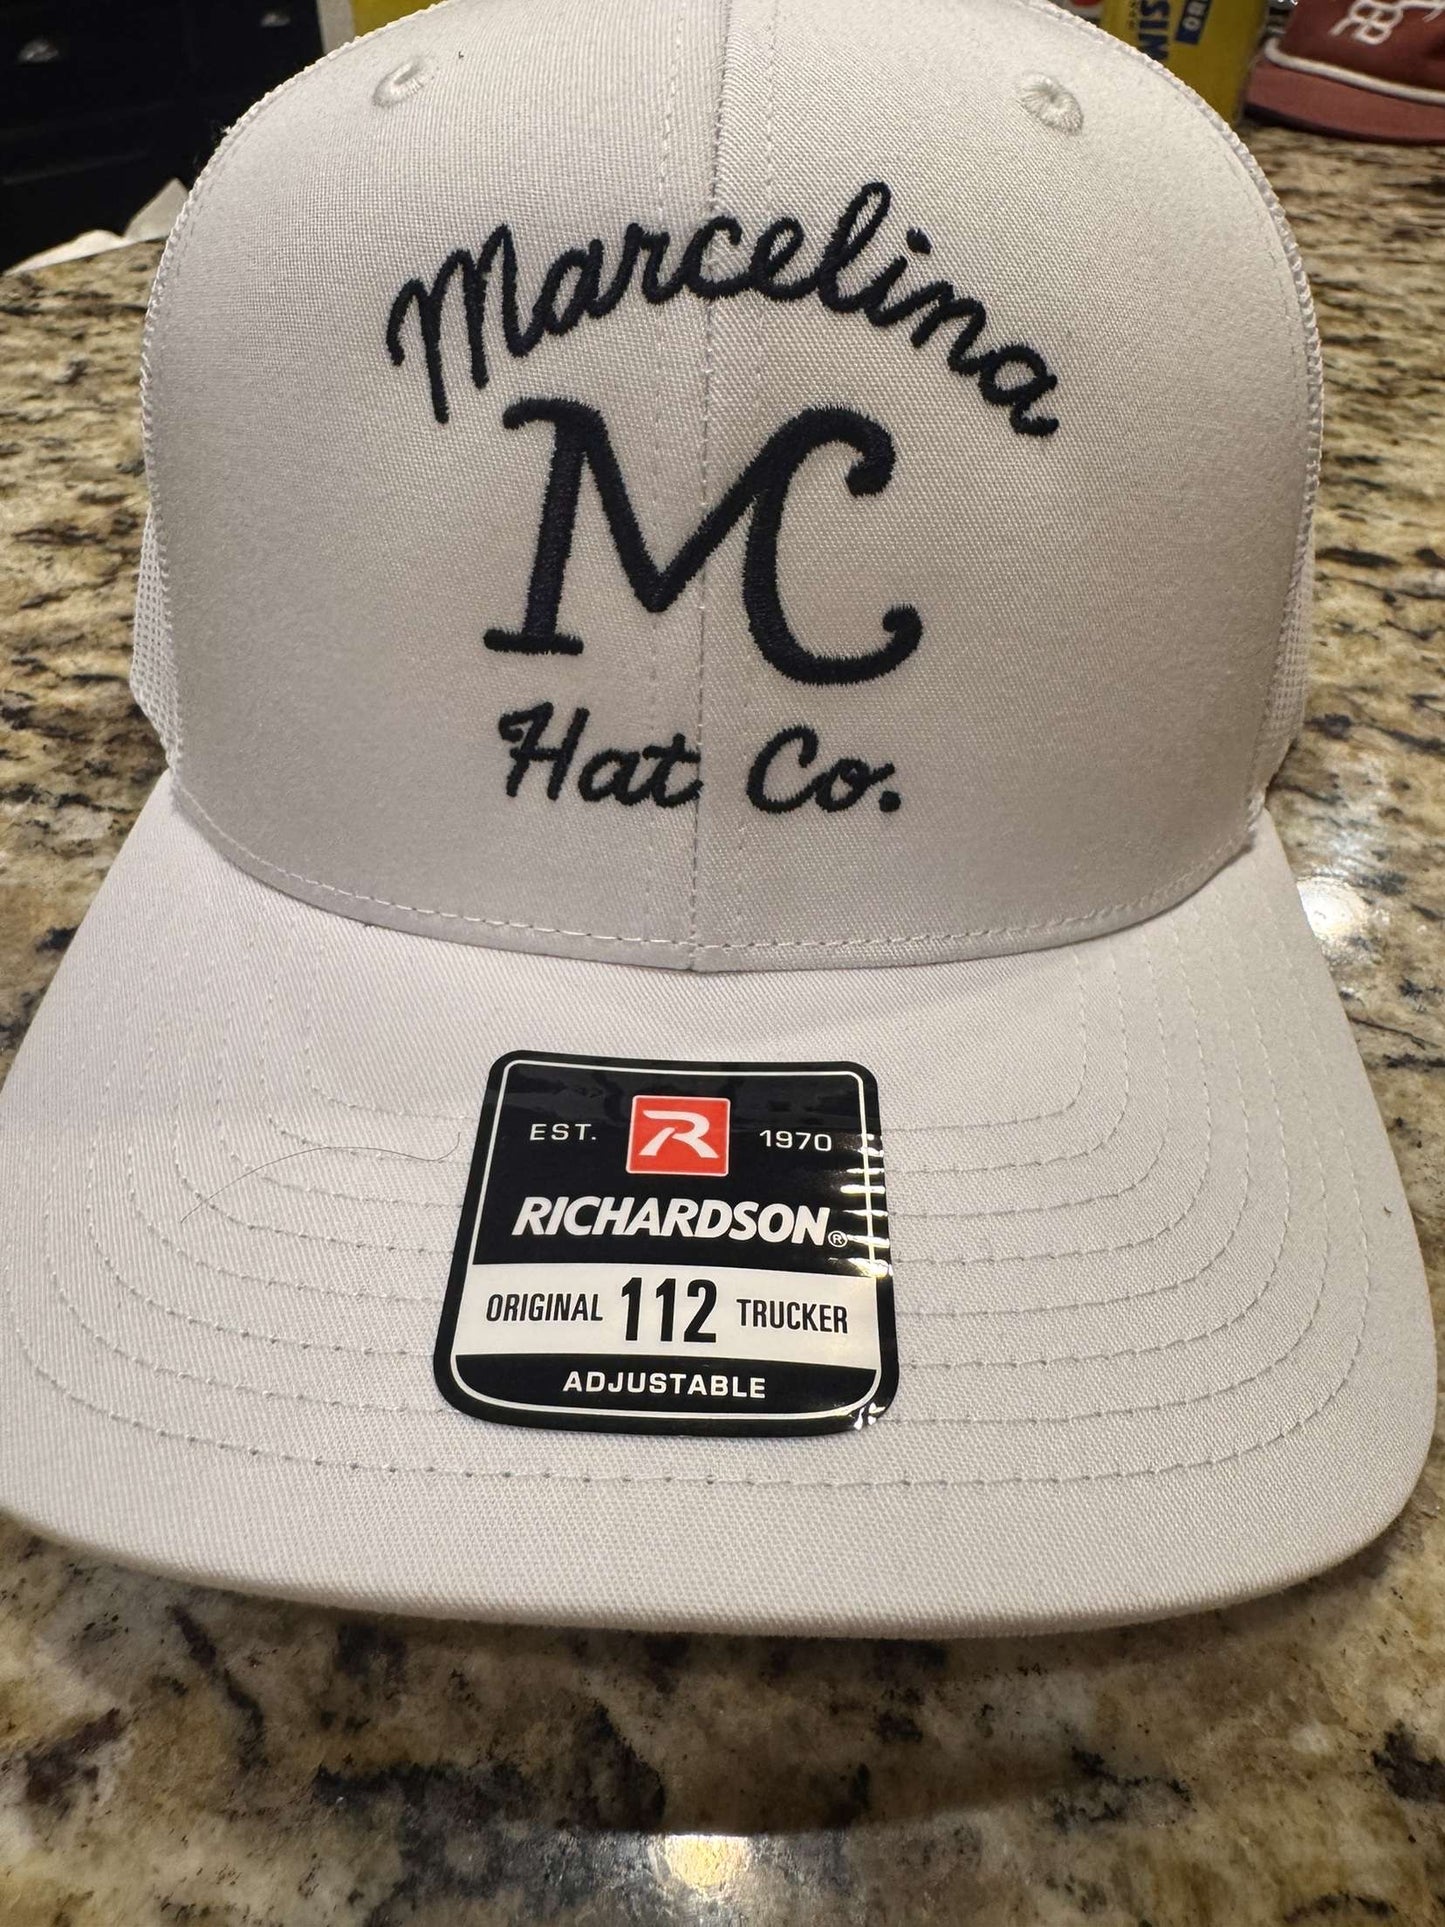 Marcelina
MC
Hat Co.
EST. R 1970
RICHARDSON®
ORIGINAL 112 TRUCKER
ADJUSTABLE